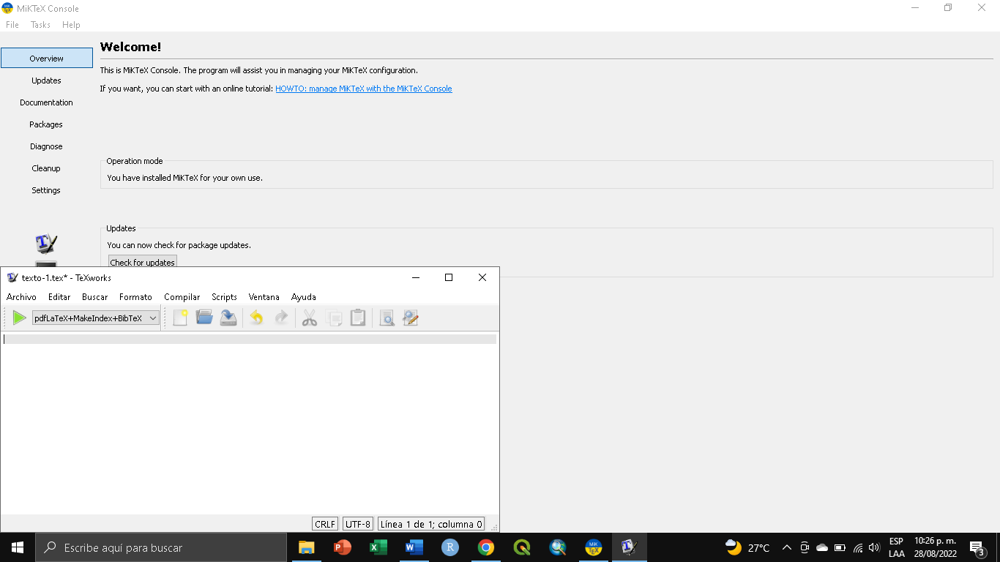 MiKTeX Console
File Tasks Help
Welcome!
Overview
This is MiKTeX Console. The program will assist you in managing your MiKTeX configuration.
Updates
If you want, you can start with an online tutorial: HOWTO: manage MiKTeX with the MiKTeX Console
Documentation
Packages
Diagnose
Cleanup
Settings
Operation mode
You have installed MiKTeX for your own use.
Updates
You can now check for package updates.
Check for updates
texto-1.tex* - TeXworks
Archivo Editar Buscar Formato Compilar Scripts Ventana Ayuda
pdfLaTeX+MakeIndex+BibTeX
CRLF UTF-8 Línea 1 de 1; columna 0
Escribe aquí para buscar
27°C
ESP
LAA
10:26 p. m.
28/08/2022
3